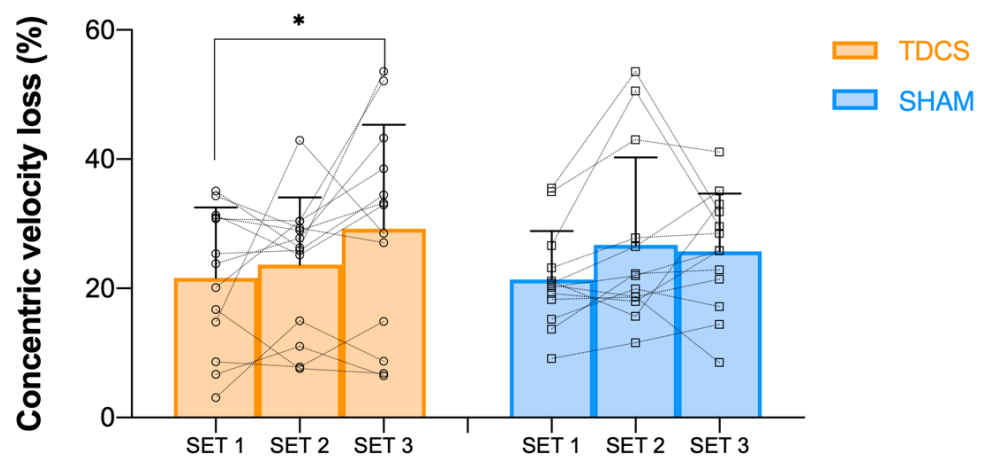 Concentric velocity loss (%)
60
40
20
0
*
SET 1 SET 2 SET 3
SET 1 SET 2 SET 3
TDCS
SHAM